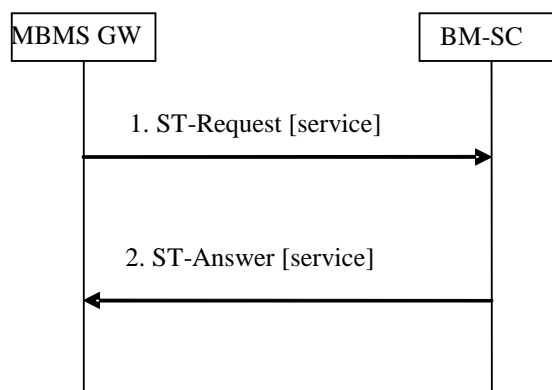 MBMS GW
BM-SC
1. ST-Request [service]
2. ST-Answer [service]